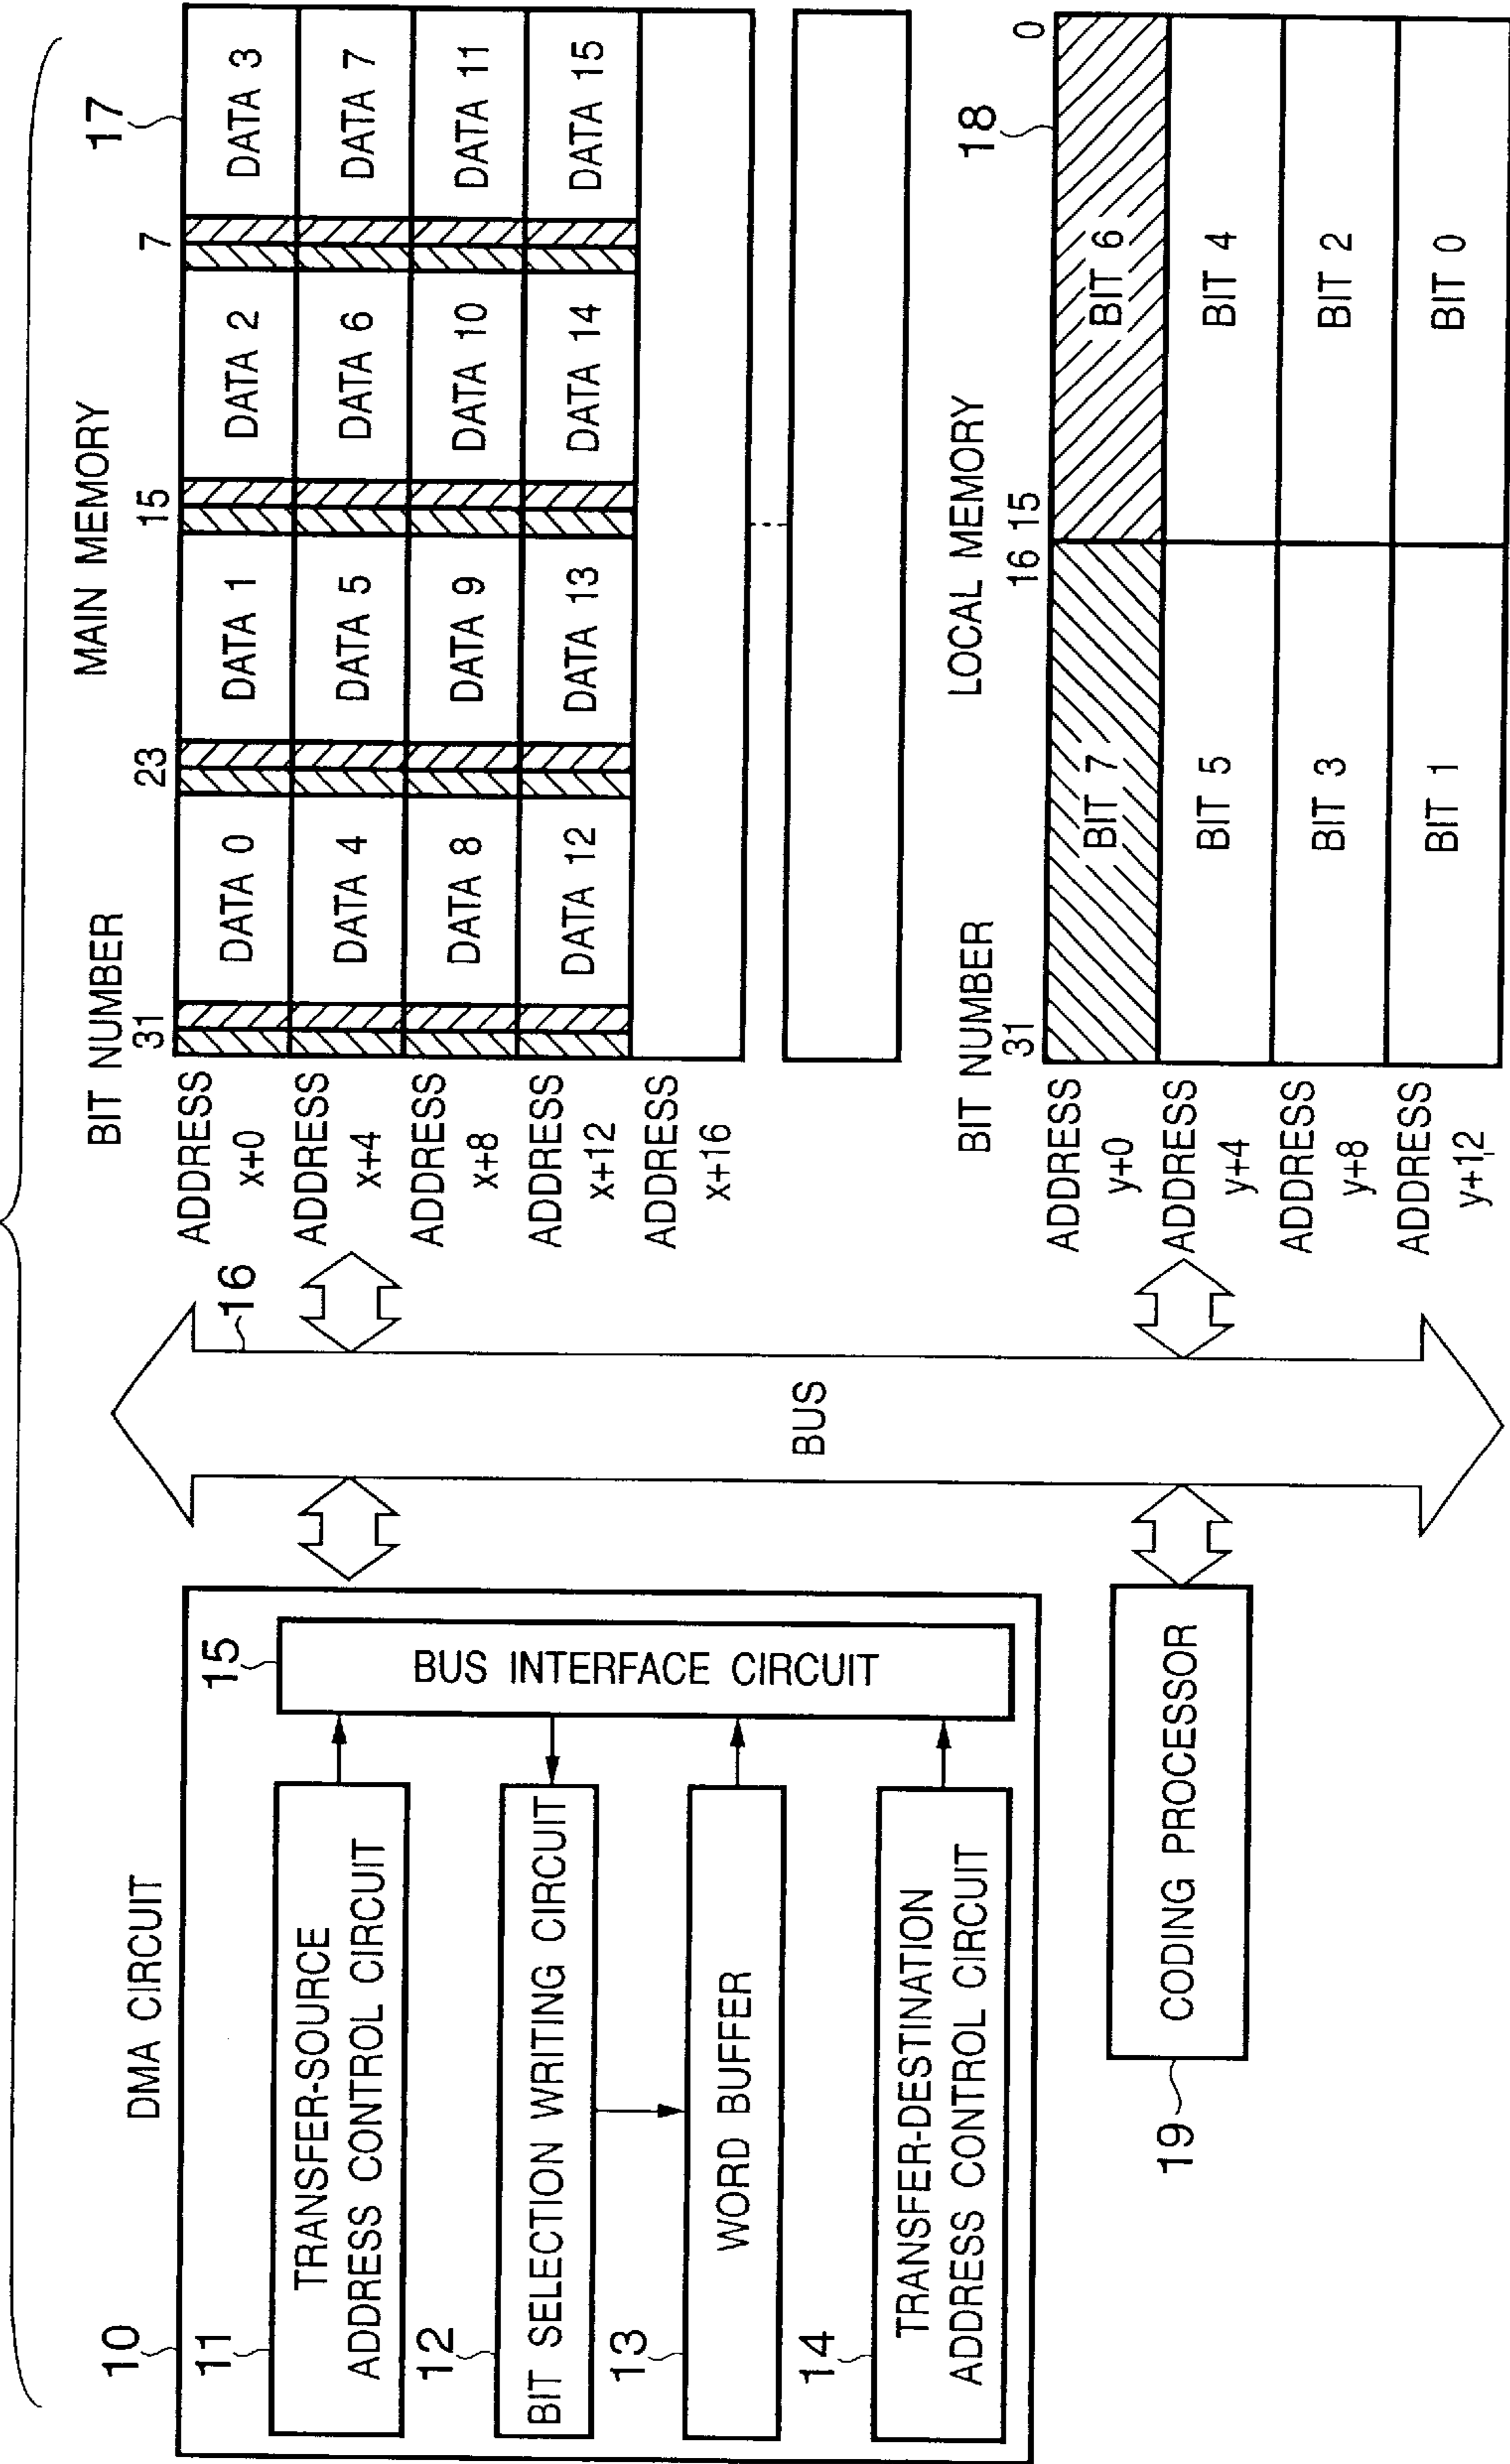 DMA CIRCUIT
10
11
TRANSFER-SOURCE
ADDRESS CONTROL CIRCUIT
12
BIT SELECTION WRITING CIRCUIT
13
WORD BUFFER
14
TRANSFER-DESTINATION
ADDRESS CONTROL CIRCUIT
15
BUS INTERFACE CIRCUIT
19
CODING PROCESSOR
16
BUS
MAIN MEMORY
17
BIT NUMBER
31 23 15 7
ADDRESS
x+0
DATA 0 DATA 1 DATA 2 DATA 3
ADDRESS
x+4
DATA 4 DATA 5 DATA 6 DATA 7
ADDRESS
x+8
DATA 8 DATA 9 DATA 10 DATA 11
ADDRESS
x+12
DATA 12 DATA 13 DATA 14 DATA 15
ADDRESS
x+16
LOCAL MEMORY
18
BIT NUMBER
31 16 15 0
ADDRESS
y+0
BIT 7 BIT 6
ADDRESS
y+4
BIT 5 BIT 4
ADDRESS
y+8
BIT 3 BIT 2
ADDRESS
y+12
BIT 1 BIT 0